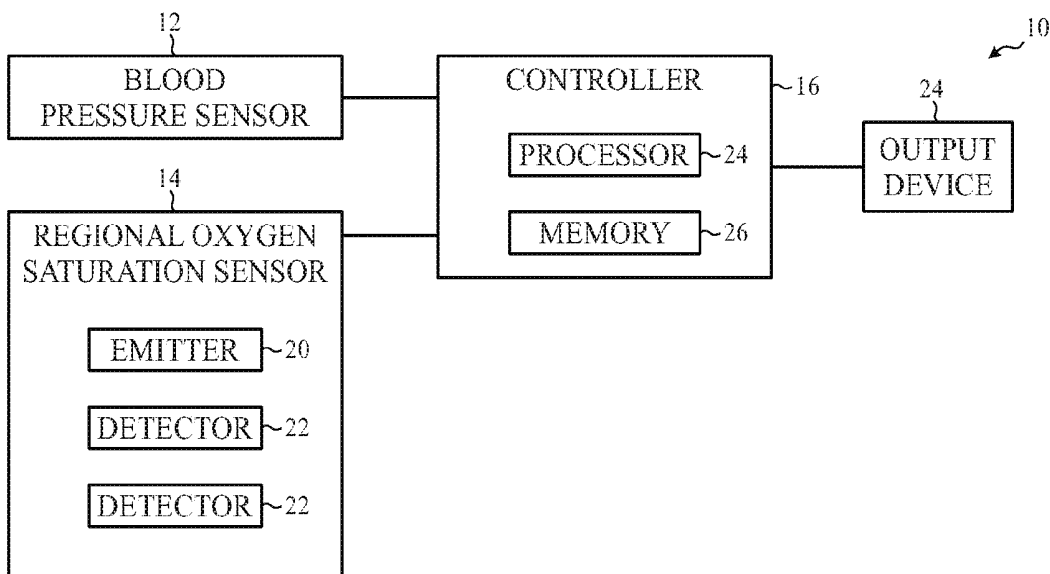 12
BLOOD
PRESSURE SENSOR
14
REGIONAL OXYGEN
SATURATION SENSOR
EMITTER 20
DETECTOR 22
DETECTOR 22
CONTROLLER
16
PROCESSOR 24
MEMORY 26
10
24
OUTPUT
DEVICE